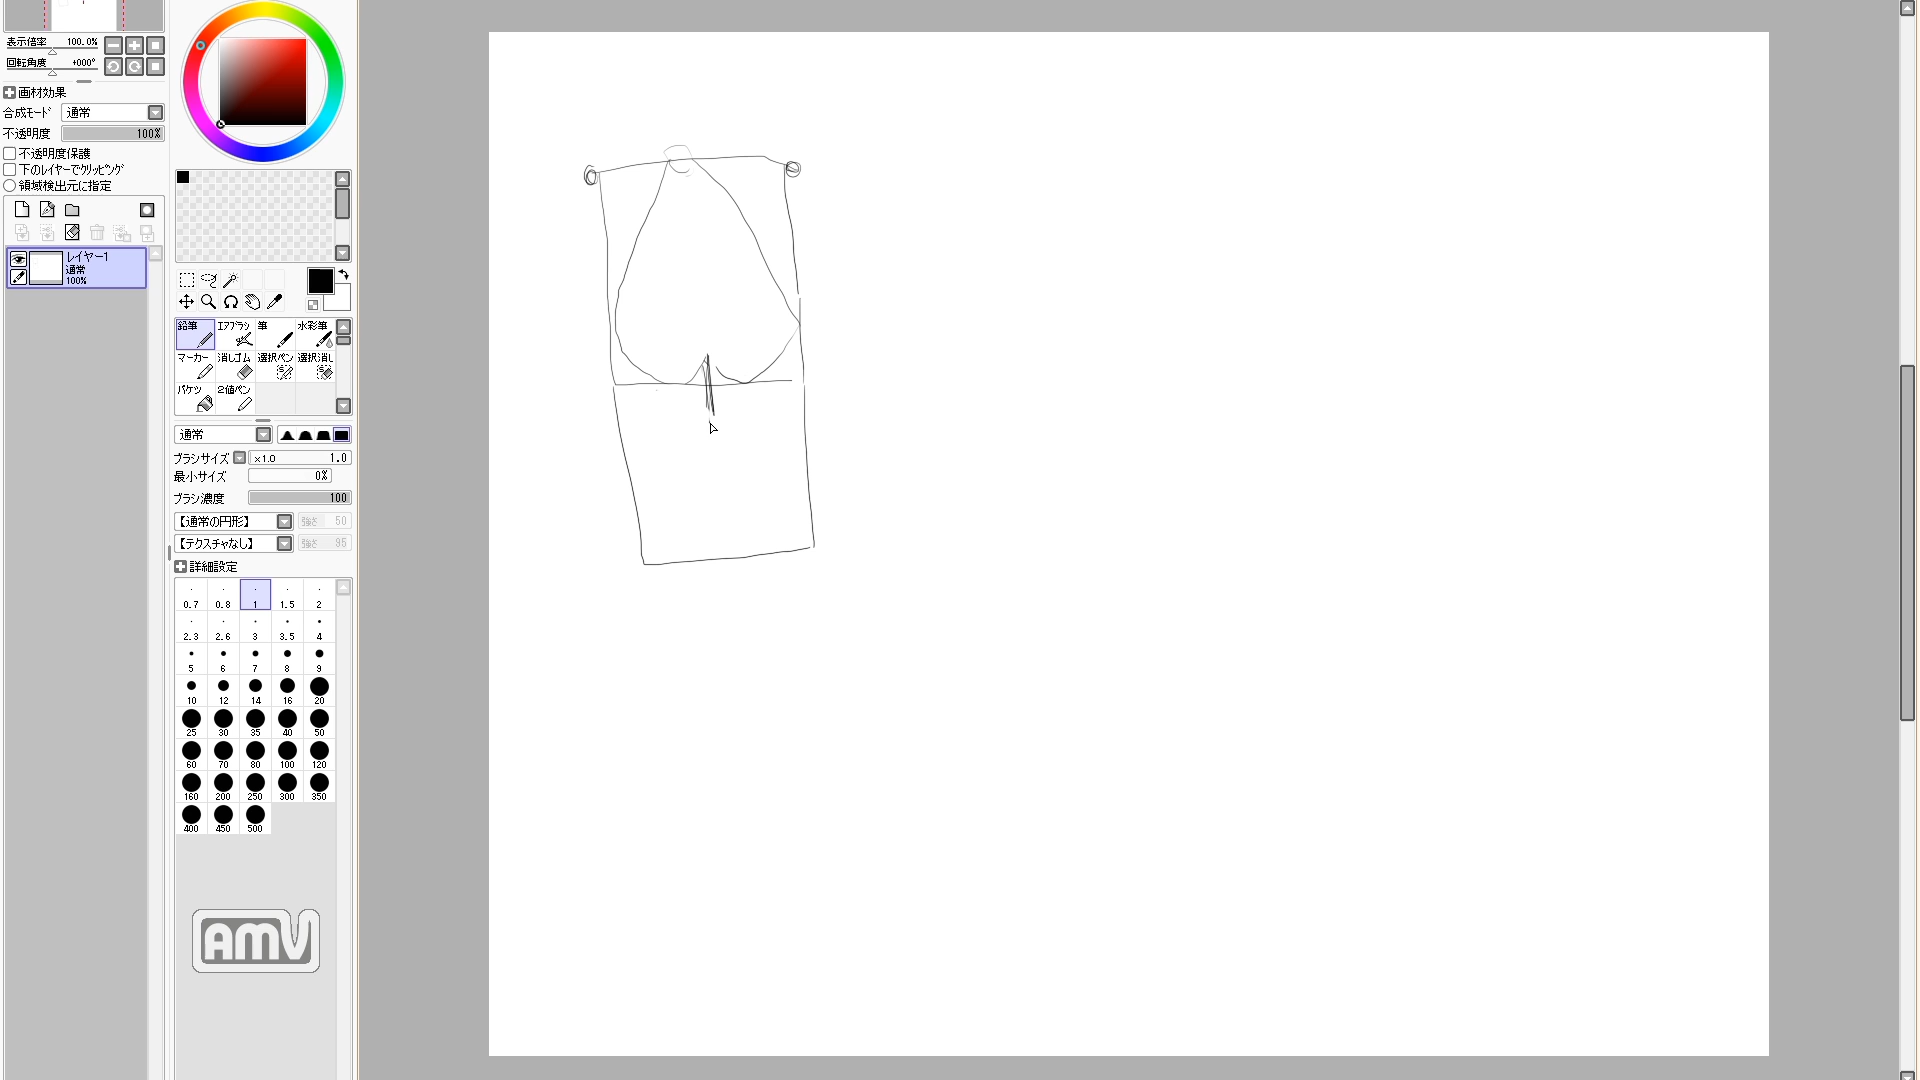 表示倍率 100.0%
回転角度 +000°
画材効果
合成モード 通常
不透明度 100%
不透明度保護
下のレイヤーでクリッピング
領域検出元に指定
レイヤー1
通常
100%
鉛筆 エアブラシ 筆 水彩筆
マーカー 消しゴム 選択ペン 選択消し
バケツ 2値ペン
通常
ブラシサイズ x1.0 1.0
最小サイズ 0%
ブラシ濃度 100
【通常の円形】 強さ 50
【テクスチャなし】 強さ 95
詳細設定
0.7 0.8 1 1.5 2
2.3 2.6 3 3.5 4
5 6 7 8 9
10 12 14 16 20
25 30 35 40 50
60 70 80 100 120
160 200 250 300 350
400 450 500
AMV